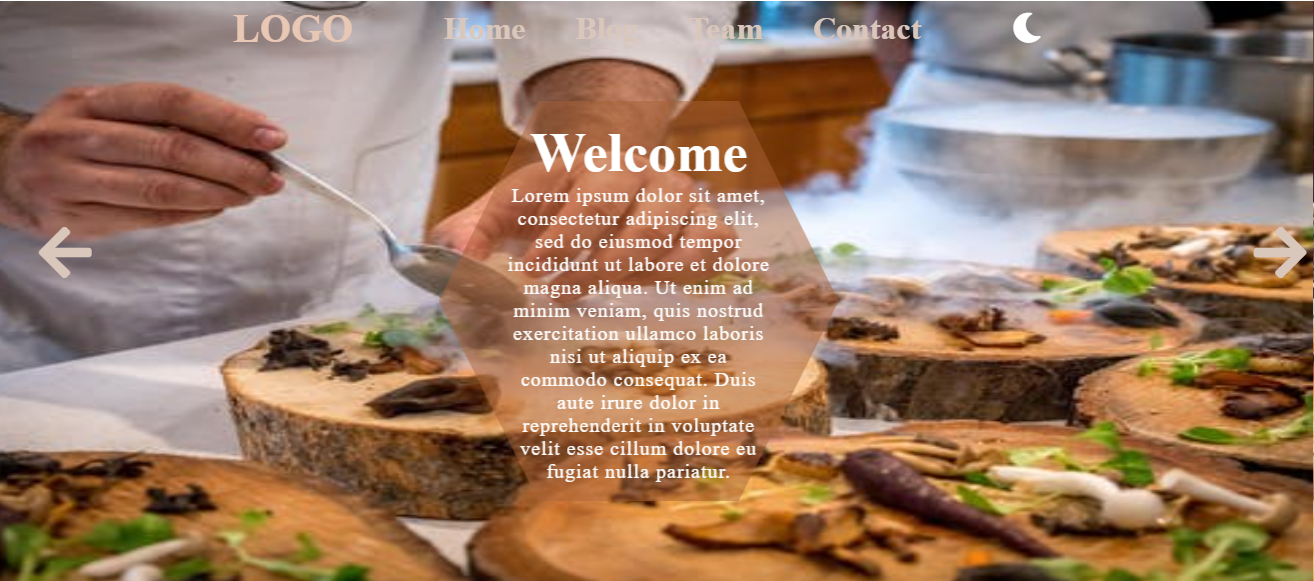 LOGO Home Blog Team Contact
Welcome
Lorem ipsum dolor sit amet,
consectetur adipiscing elit,
sed do eiusmod tempor
incididunt ut labore et dolore
magna aliqua. Ut enim ad
minim veniam, quis nostrud
exercitation ullamco laboris
nisi ut aliquip ex ea
commodo consequat. Duis
aute irure dolor in
reprehenderit in voluptate
velit esse cillum dolore eu
fugiat nulla pariatur.